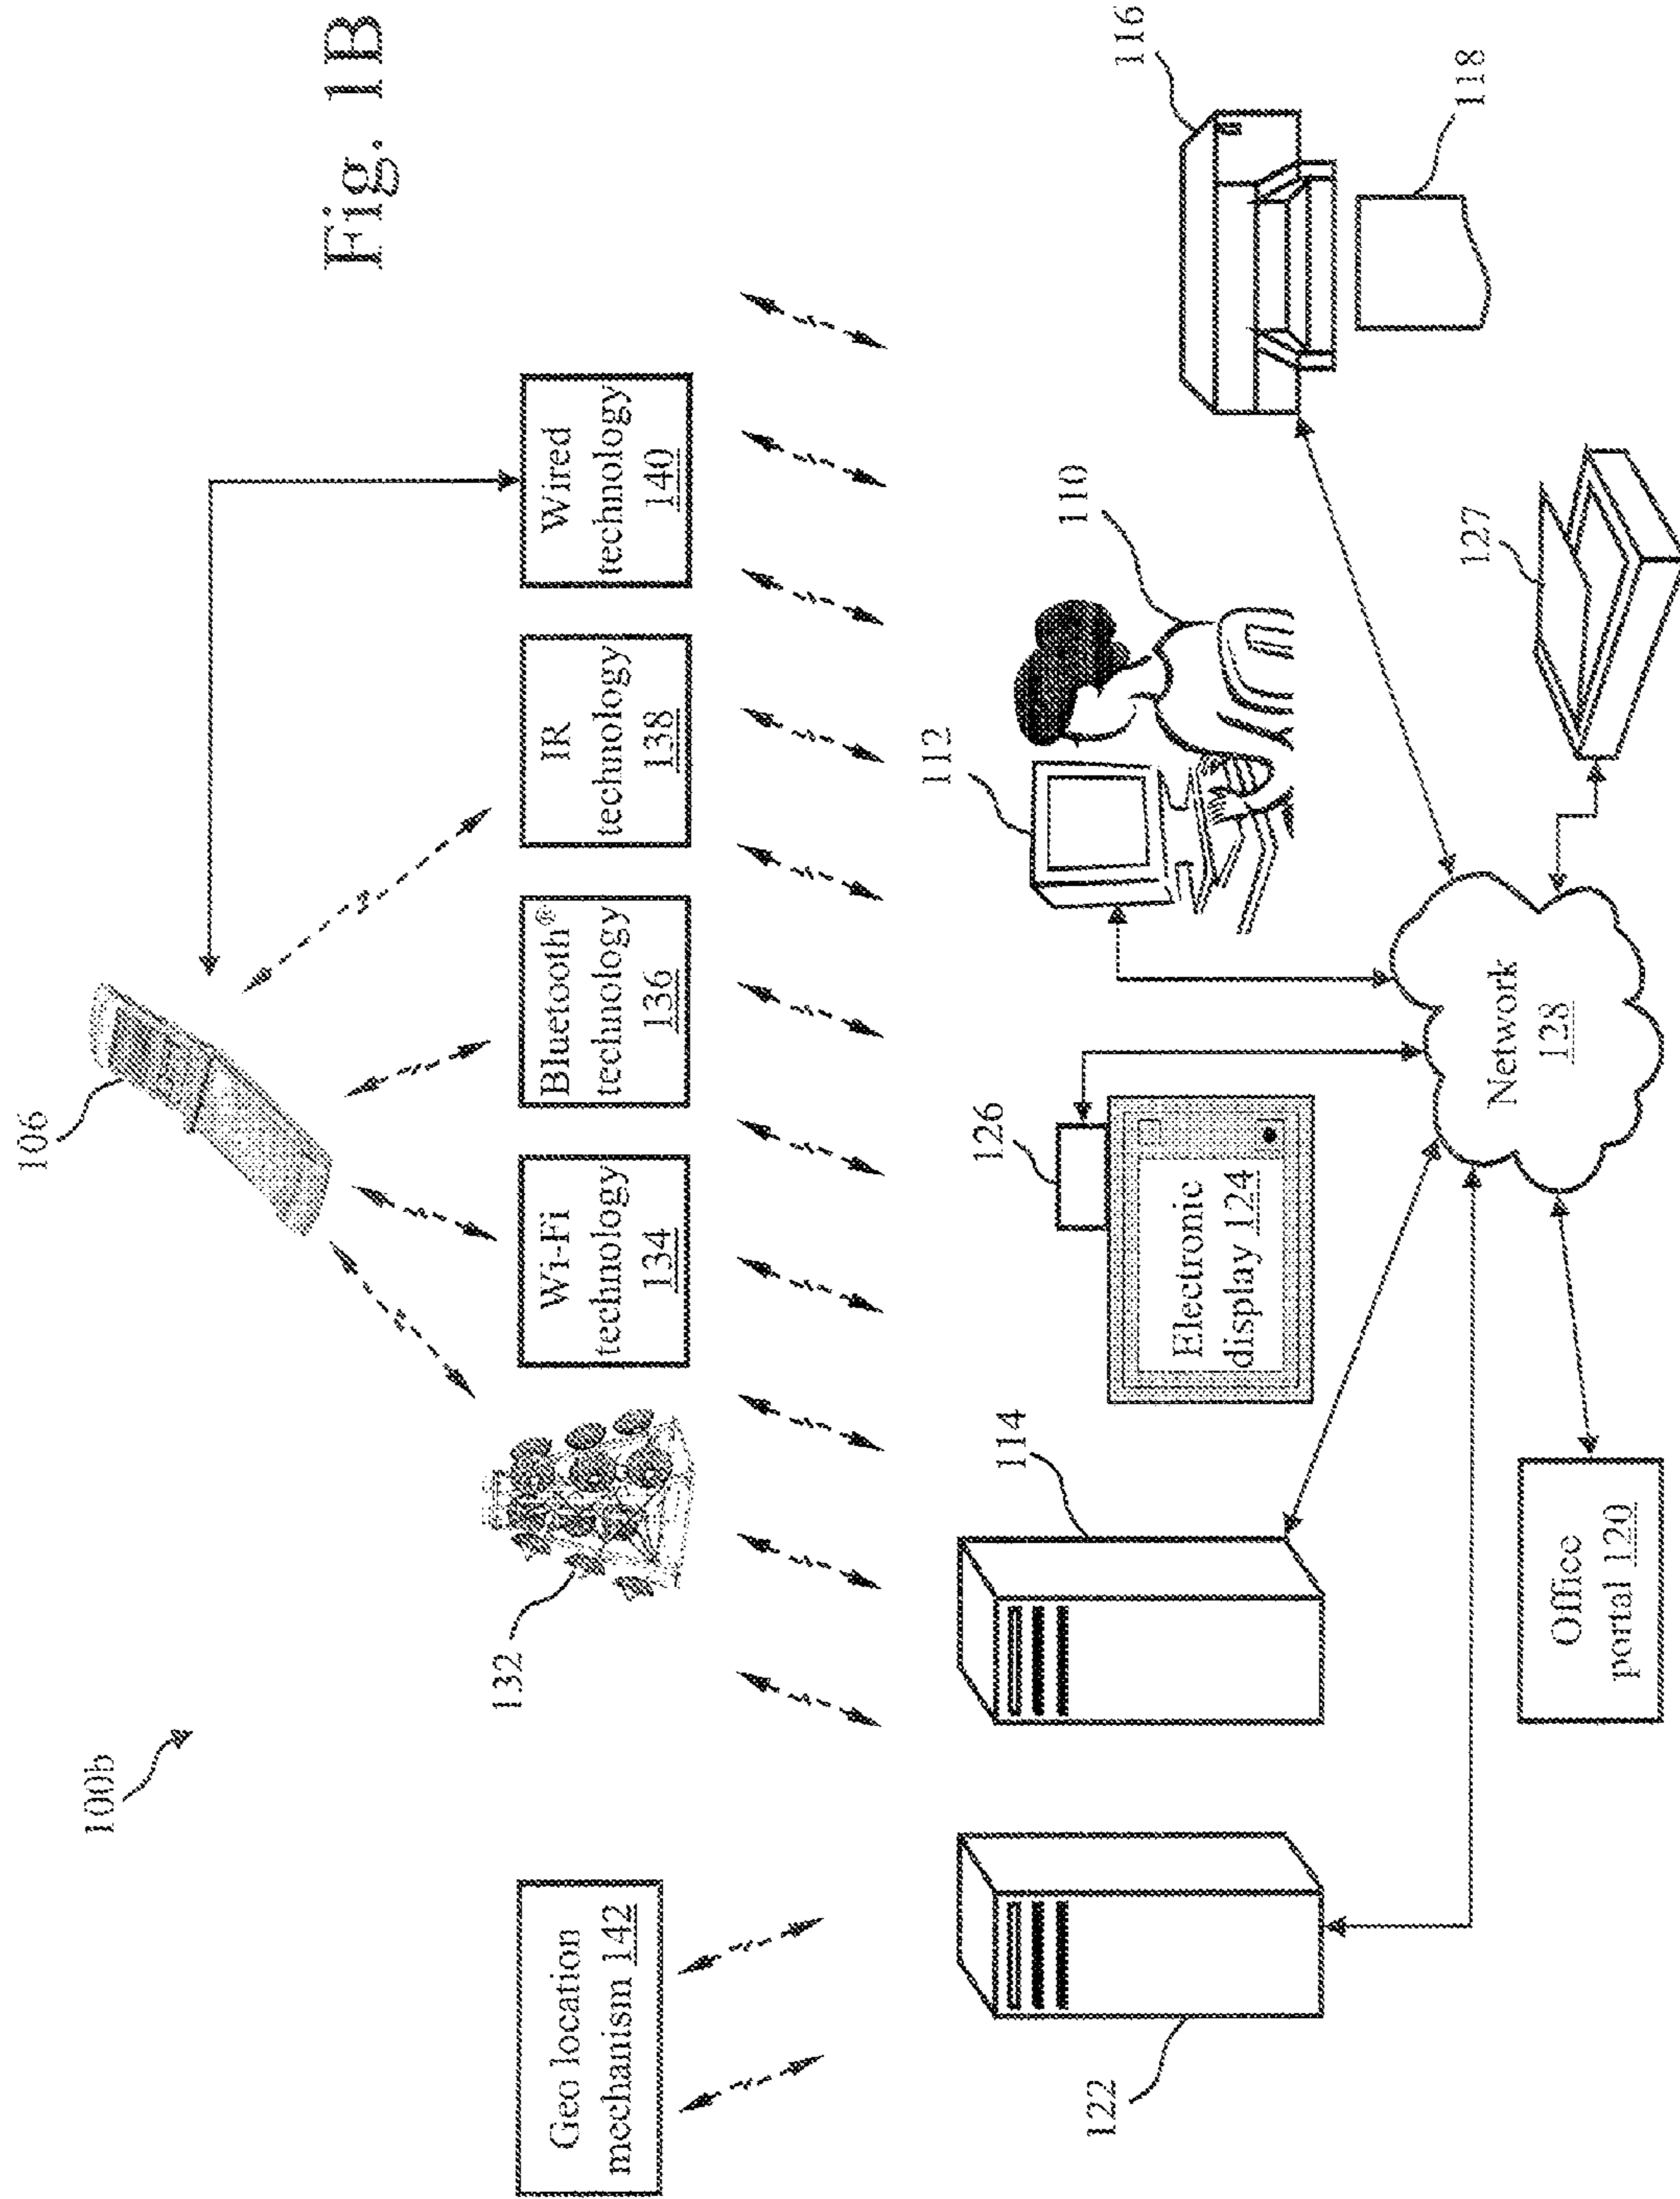 Fig. 1B
100b
106
132
Wi-Fi
technology
134
Bluetooth®
technology
136
IR
technology
138
Wired
technology
140
Geo location
mechanism 142
122
114
Electronic
display 124
126
112
110
116
118
127
Network
128
Office
portal 120